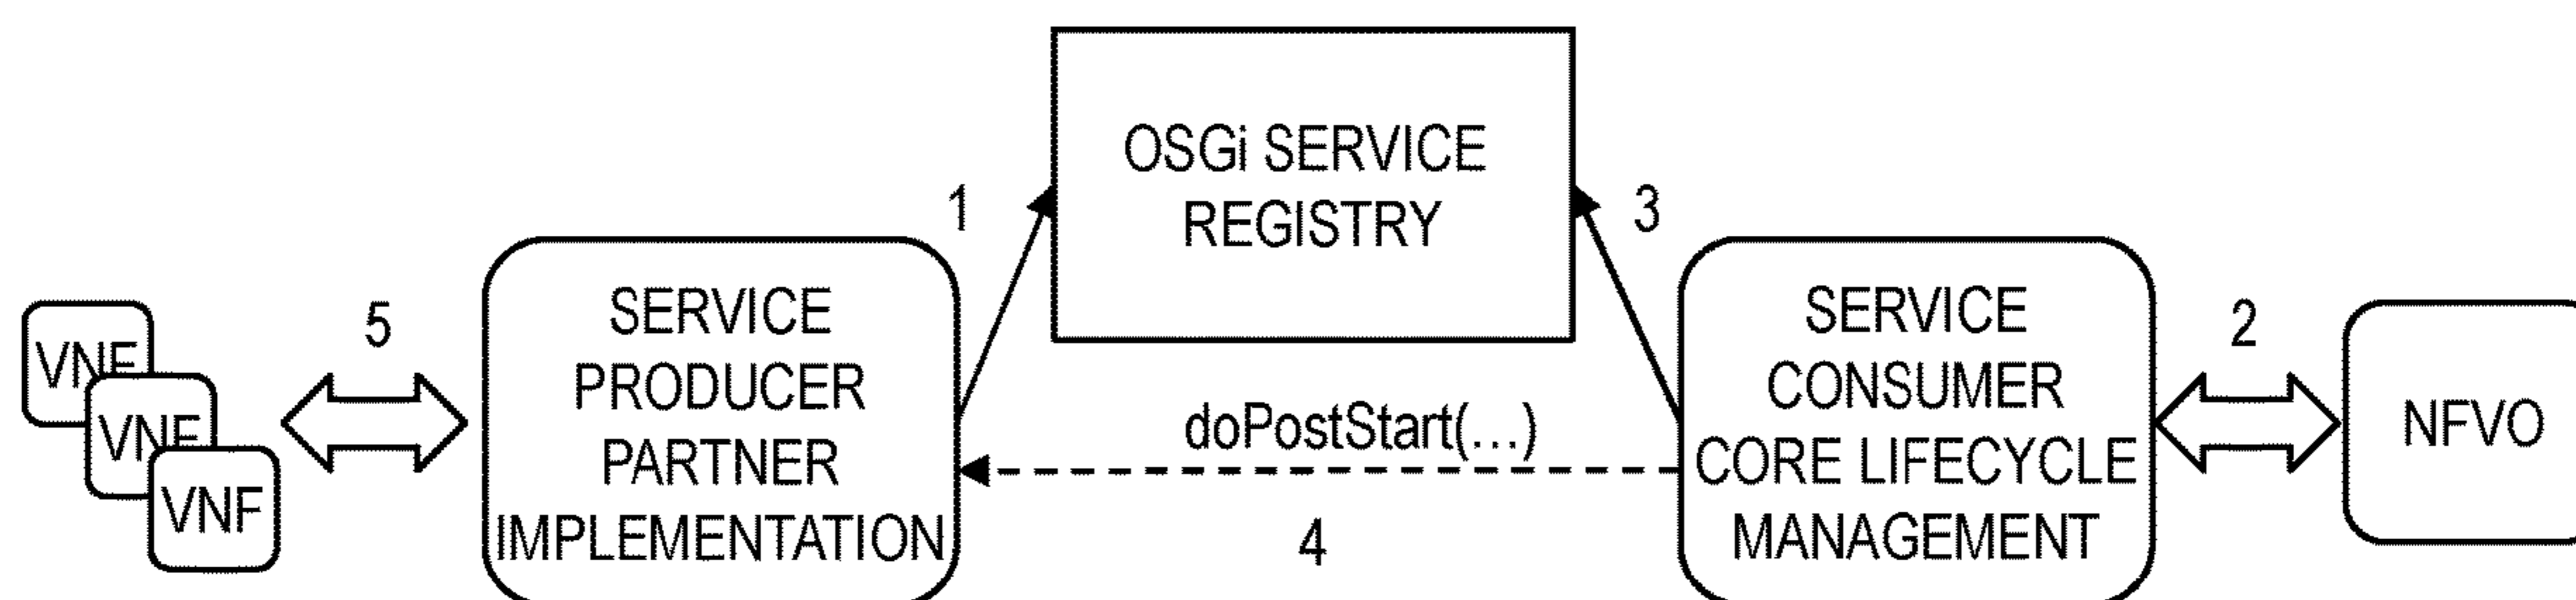 OSGi SERVICE
REGISTRY
1
3
SERVICE
PRODUCER
PARTNER
IMPLEMENTATION
SERVICE
CONSUMER
CORE LIFECYCLE
MANAGEMENT
5
2
VNF
VNF
VNF
doPostStart(...)
4
NFVO